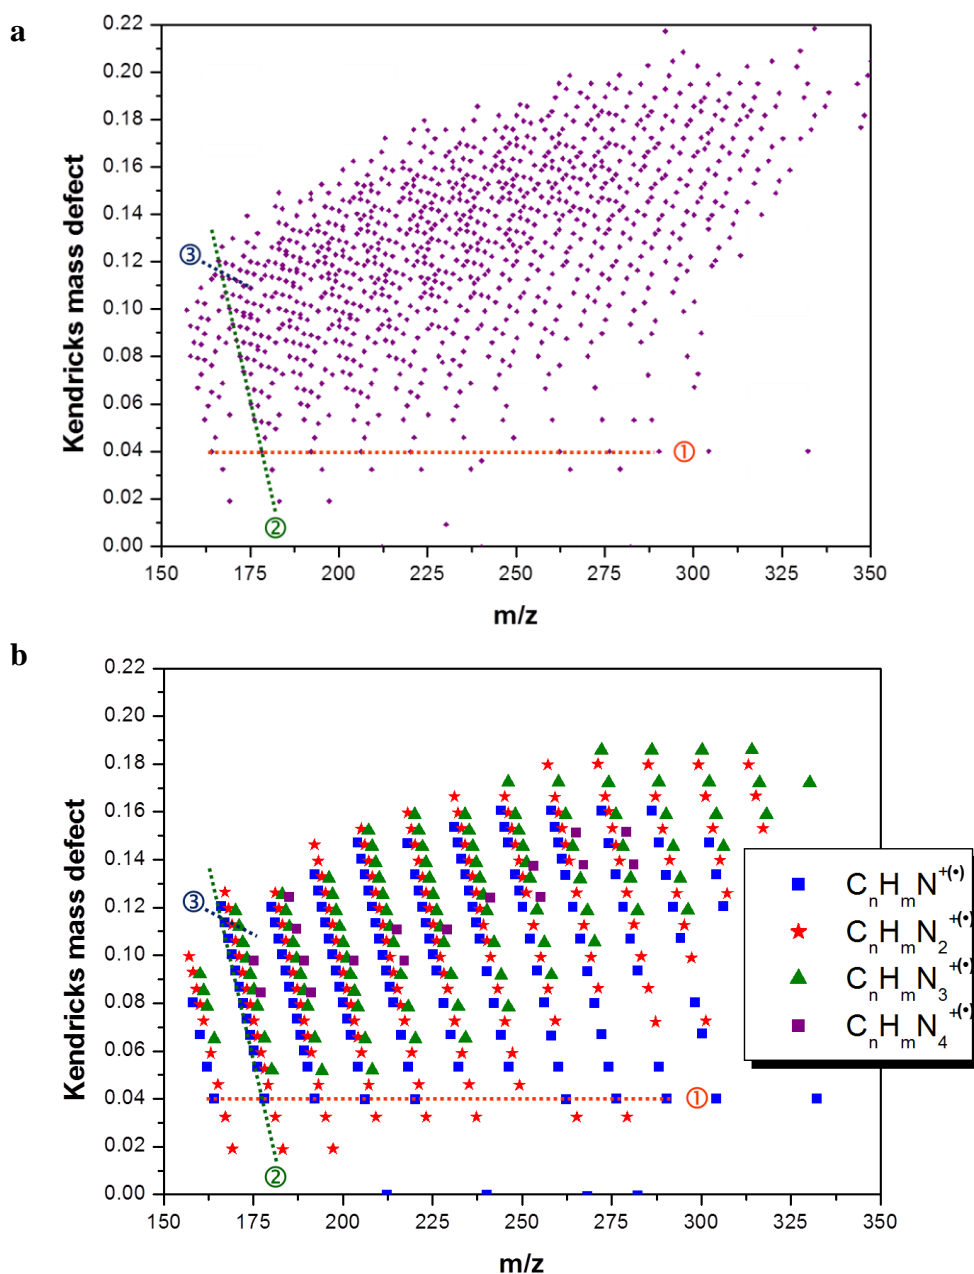 a
0.22
0.20
0.18
0.16
0.14
0.12
0.10
0.08
0.06
0.04
0.02
0.00
Kendricks mass defect
③
①
②
150 175 200 225 250 275 300 325 350
m/z
b
0.22
0.20
0.18
0.16
0.14
0.12
0.10
0.08
0.06
0.04
0.02
0.00
Kendricks mass defect
③
①
②
CnHmN+(•)
CnHmN2+(•)
CnHmN3+(•)
CnHmN4+(•)
150 175 200 225 250 275 300 325 350
m/z